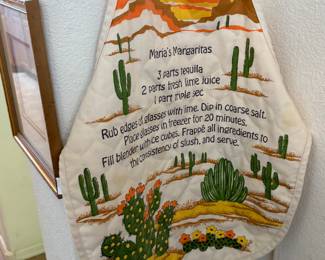 Maria's Margaritas
3 parts tequila
2 parts fresh lime juice
1 part triple sec
Rub edges of glasses with lime. Dip in coarse salt.
Place glasses in freezer for 20 minutes.
Fill blender with ice cubes. Frappé all ingredients to
the consistency of slush, and serve.